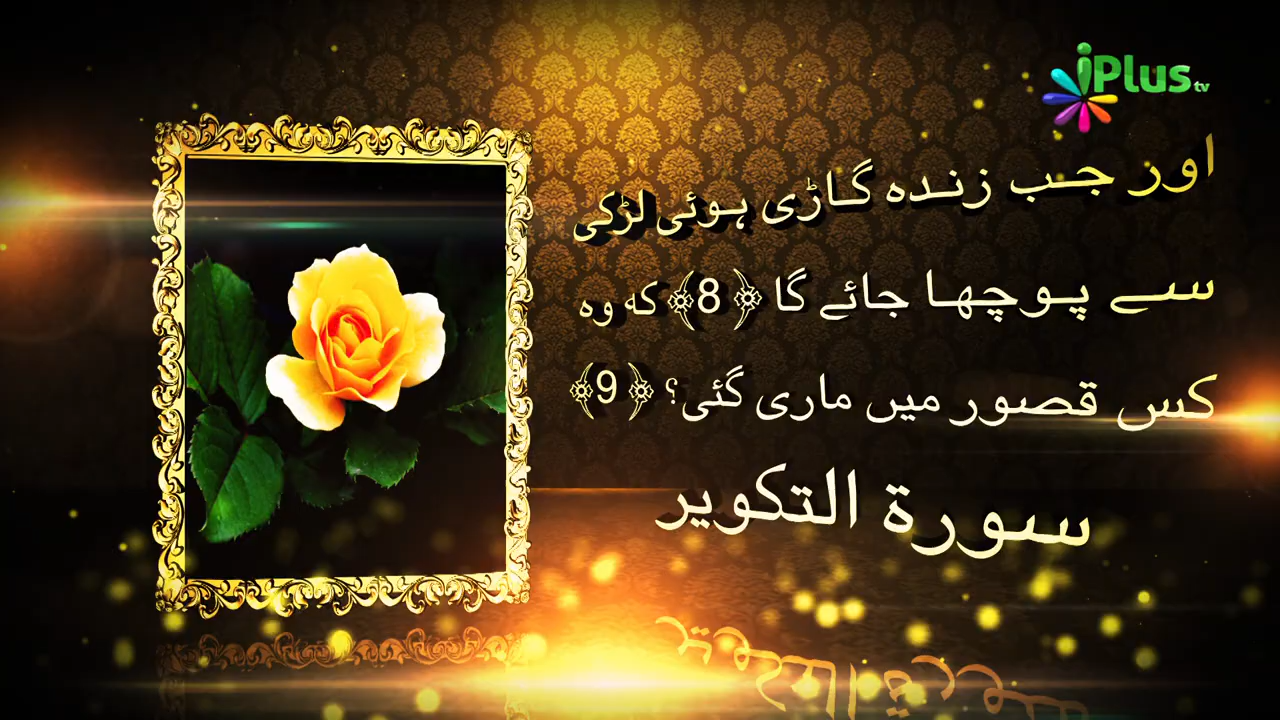 iPlus tv
اور جب زندہ گاڑی ہوئی لڑکی
سے پوچھا جائے گا ﴿8﴾ کہ وہ
کس قصور میں ماری گئی؟ ﴿9﴾
سورۃ التکویر